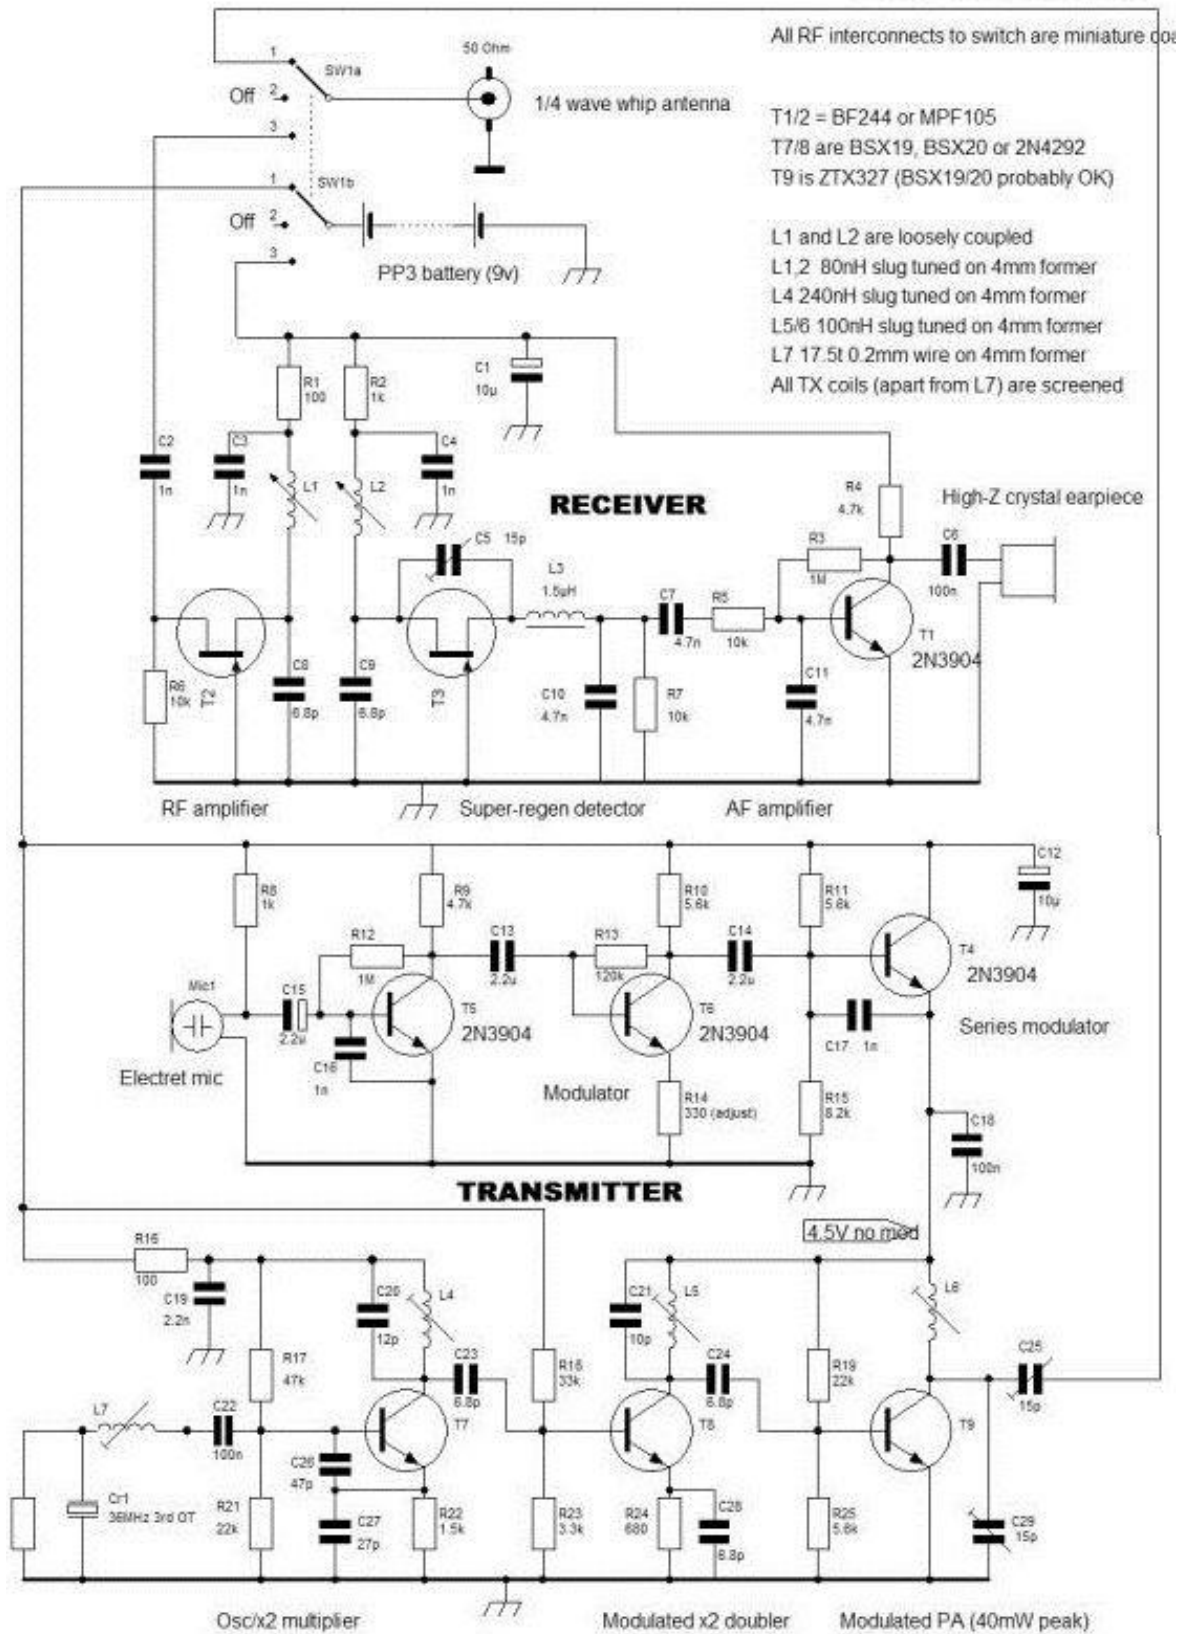 All RF interconnects to switch are miniature coa
T1/2 = BF244 or MPF105
T7/8 are BSX19, BSX20 or 2N4292
T9 is ZTX327 (BSX19/20 probably OK)
L1 and L2 are loosely coupled
L1,2 80nH slug tuned on 4mm former
L4 240nH slug tuned on 4mm former
L5/6 100nH slug tuned on 4mm former
L7 17.5t 0.2mm wire on 4mm former
All TX coils (apart from L7) are screened
1
SW1a
50 Ohm
Off 2
1/4 wave whip antenna
3
1
SW1b
Off 2
3
PP3 battery (9v)
R1
100
R2
1k
C1
10µ
C2
1n
C3
1n
L1
L2
C4
1n
RECEIVER
R4
4.7k
High-Z crystal earpiece
C5 15p
L3
1.5µH
R3
1M
C6
100n
C7
4.7n
R5
10k
T1
2N3904
R6
10k
T2
C8
6.8p
C9
6.8p
T3
C10
4.7n
R7
10k
C11
4.7n
RF amplifier
Super-regen detector
AF amplifier
R8
1k
R9
4.7k
R10
5.6k
R11
5.6k
C12
10µ
R12
1M
C13
2.2u
R13
120k
C14
2.2u
T4
2N3904
Mic1
C15
2.2u
T5
2N3904
T6
2N3904
C17 1n
Series modulator
Electret mic
C16
1n
Modulator
R14
330 (adjust)
R15
8.2k
C18
100n
TRANSMITTER
4.5V no mod
R16
100
C19
2.2n
C20
12p
L4
C21
10p
L5
L6
R17
47k
C23
6.8p
R18
33k
C24
6.8p
R19
22k
C25
15p
L7
C22
100n
T7
T8
T9
Cr1
36MHz 3rd OT
R21
22k
C26
47p
C27
27p
R22
1.5k
R23
3.3k
R24
680
C28
6.8p
R25
5.6k
C29
15p
Osc/x2 multiplier
Modulated x2 doubler
Modulated PA (40mW peak)